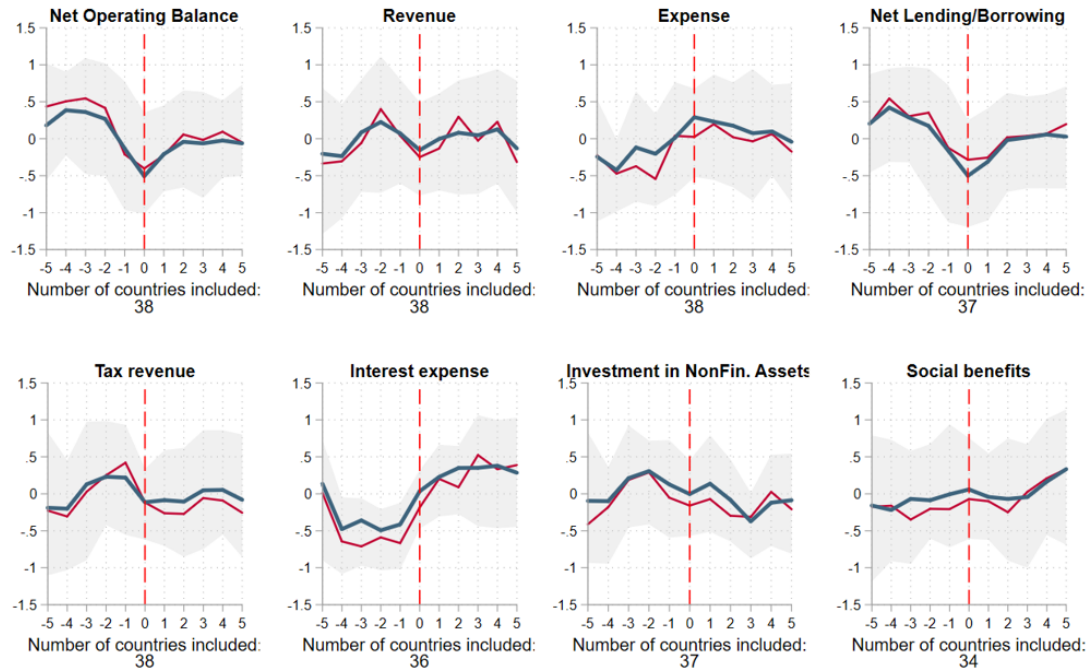 Net Operating Balance
1.5
1
.5
0
-.5
-1
-1.5
-5 -4 -3 -2 -1 0 1 2 3 4 5
Number of countries included:
38
Revenue
1.5
1
.5
0
-.5
-1
-1.5
-5 -4 -3 -2 -1 0 1 2 3 4 5
Number of countries included:
38
Expense
1.5
1
.5
0
-.5
-1
-1.5
-5 -4 -3 -2 -1 0 1 2 3 4 5
Number of countries included:
38
Net Lending/Borrowing
1.5
1
.5
0
-.5
-1
-1.5
-5 -4 -3 -2 -1 0 1 2 3 4 5
Number of countries included:
37
Tax revenue
1.5
1
.5
0
-.5
-1
-1.5
-5 -4 -3 -2 -1 0 1 2 3 4 5
Number of countries included:
38
Interest expense
1.5
1
.5
0
-.5
-1
-1.5
-5 -4 -3 -2 -1 0 1 2 3 4 5
Number of countries included:
36
Investment in NonFin. Assets
1.5
1
.5
0
-.5
-1
-1.5
-5 -4 -3 -2 -1 0 1 2 3 4 5
Number of countries included:
37
Social benefits
1.5
1
.5
0
-.5
-1
-1.5
-5 -4 -3 -2 -1 0 1 2 3 4 5
Number of countries included:
34